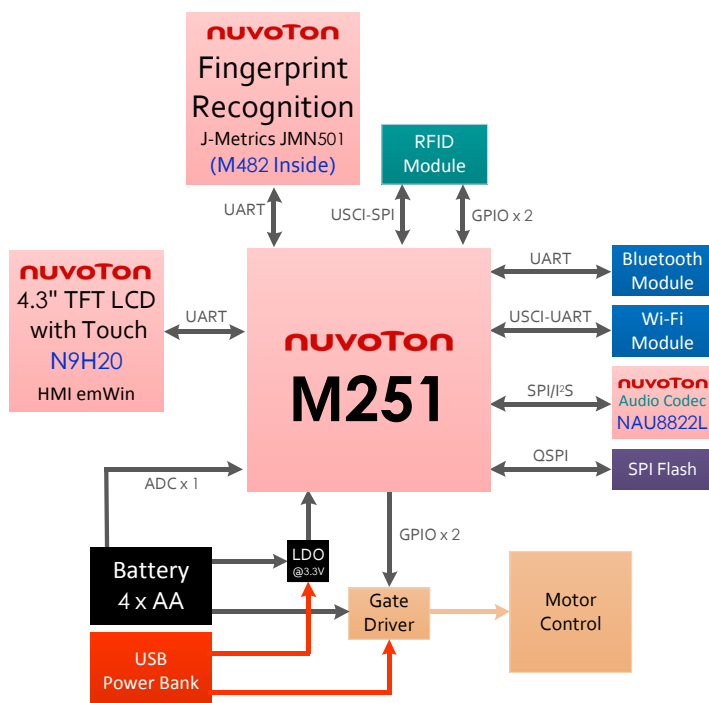 nuvoTon
Fingerprint
Recognition
J-Metrics JMN501
(M482 Inside)
RFID
Module
UART
USCI-SPI
GPIO x 2
nuvoTon
4.3" TFT LCD
with Touch
N9H20
HMI emWin
UART
nuvoTon
M251
UART
Bluetooth
Module
USCI-UART
Wi-Fi
Module
SPI/I²S
nuvoTon
Audio Codec
NAU8822L
QSPI
SPI Flash
ADC x 1
GPIO x 2
Battery
4 x AA
LDO
@3.3V
Gate
Driver
Motor
Control
USB
Power Bank